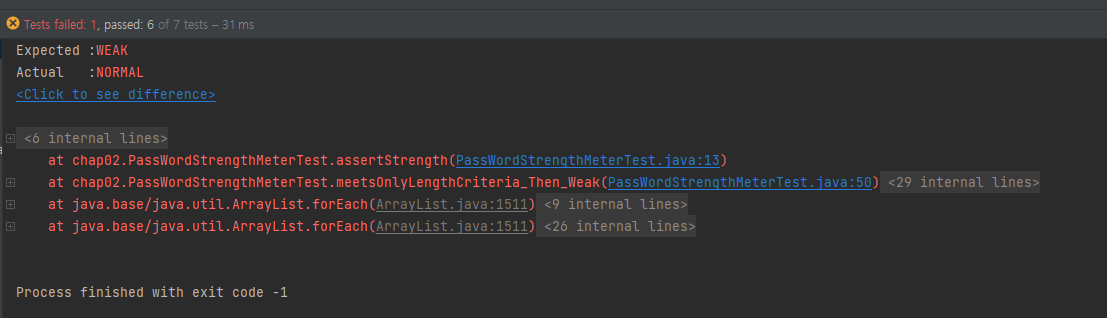 Tests failed: 1, passed: 6 of 7 tests – 31 ms
Expected :WEAK
Actual   :NORMAL
<Click to see difference>
<6 internal lines>
at chap02.PassWordStrengthMeterTest.assertStrength(PassWordStrengthMeterTest.java:13)
at chap02.PassWordStrengthMeterTest.meetsOnlyLengthCriteria_Then_Weak(PassWordStrengthMeterTest.java:50) <29 internal lines>
at java.base/java.util.ArrayList.forEach(ArrayList.java:1511) <9 internal lines>
at java.base/java.util.ArrayList.forEach(ArrayList.java:1511) <26 internal lines>
Process finished with exit code -1